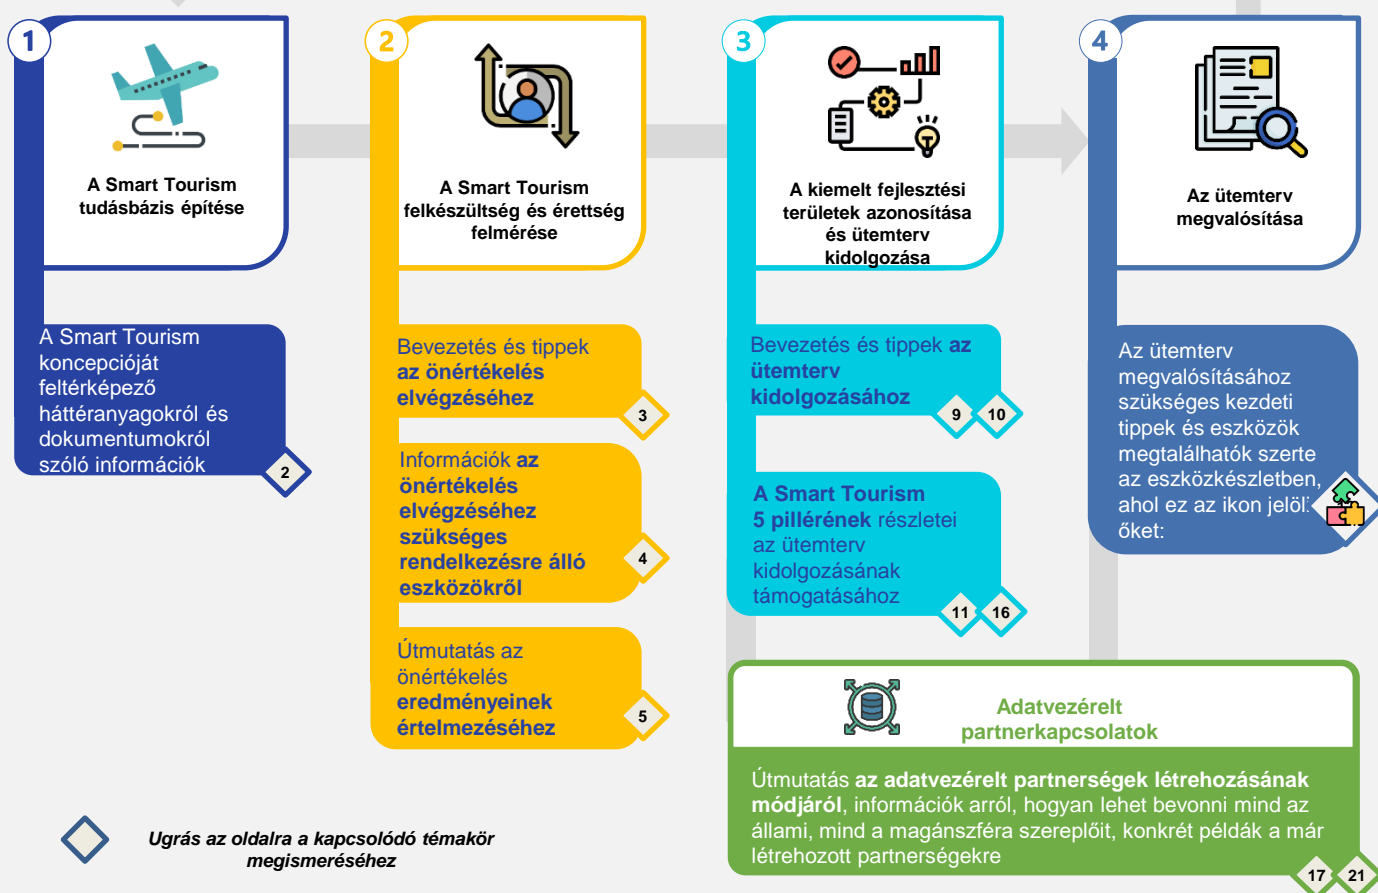 1
A Smart Tourism
tudásbázis építése
A Smart Tourism
koncepcióját
feltérképező
háttéranyagokról és
dokumentumokról
szóló információk
2
2
A Smart Tourism
felkészültség és érettség
felmérése
Bevezetés és tippek
az önértékelés
elvégzéséhez
3
Információk az
önértékelés
elvégzéséhez
szükséges
rendelkezésre álló
eszközökről
4
Útmutatás az
önértékelés
eredményeinek
értelmezéséhez
5
3
A kiemelt fejlesztési
területek azonosítása
és ütemterv
kidolgozása
Bevezetés és tippek az
ütemterv
kidolgozásához
9 10
A Smart Tourism
5 pillérének részletei
az ütemterv
kidolgozásának
támogatásához
11 16
4
Az ütemterv
megvalósítása
Az ütemterv
megvalósításához
szükséges kezdeti
tippek és eszközök
megtalálhatók szerte
az eszközkészletben,
ahol ez az ikon jelöli
őket:
Adatvezérelt
partnerkapcsolatok
Útmutatás az adatvezérelt partnerségek létrehozásának
módjáról, információk arról, hogyan lehet bevonni mind az
állami, mind a magánszféra szereplőit, konkrét példák a már
létrehozott partnerségekre
17 21
Ugrás az oldalra a kapcsolódó témakör
megismeréséhez